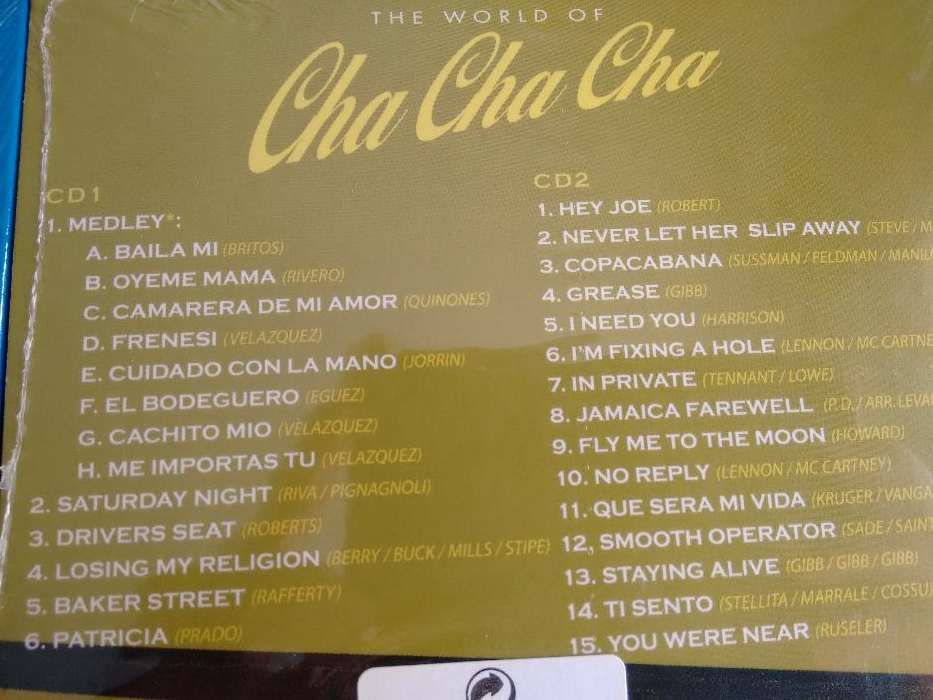 THE WORLD OF
Cha Cha Cha
CD 1
1. MEDLEY*:
A. BAILA MI (BRITOS)
B. OYEME MAMA (RIVERO)
C. CAMARERA DE MI AMOR (QUINONES)
D. FRENESI (VELAZQUEZ)
E. CUIDADO CON LA MANO (JORRIN)
F. EL BODEGUERO (EGUEZ)
G. CACHITO MIO (VELAZQUEZ)
H. ME IMPORTAS TU (VELAZQUEZ)
2. SATURDAY NIGHT (RIVA / PIGNAGNOLI)
3. DRIVERS SEAT (ROBERTS)
4. LOSING MY RELIGION (BERRY / BUCK / MILLS / STIPE)
5. BAKER STREET (RAFFERTY)
6. PATRICIA (PRADO)
CD2
1. HEY JOE (ROBERT)
2. NEVER LET HER SLIP AWAY (STEVE / M
3. COPACABANA (SUSSMAN / FELDMAN / MANIL
4. GREASE (GIBB)
5. I NEED YOU (HARRISON)
6. I'M FIXING A HOLE (LENNON / MC CARTNE
7. IN PRIVATE (TENNANT / LOWE)
8. JAMAICA FAREWELL (P.D. / ARR. LEVA
9. FLY ME TO THE MOON (HOWARD)
10. NO REPLY (LENNON / MC CARTNEY)
11. QUE SERA MI VIDA (KRUGER / VANGA
12. SMOOTH OPERATOR (SADE / SAINT
13. STAYING ALIVE (GIBB / GIBB / GIBB)
14. TI SENTO (STELLITA / MARRALE / COSSU)
15. YOU WERE NEAR (RUSELER)